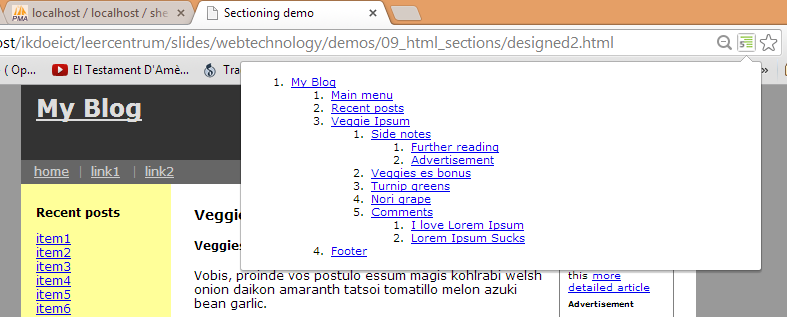 PMA localhost / localhost / she
Sectioning demo
ost/ikdoeict/leercentrum/slides/webtechnology/demos/09_html_sections/designed2.html
( Op...
El Testament D'Amè...
Tra
»
1. My Blog
1. Main menu
2. Recent posts
3. Veggie Ipsum
1. Side notes
1. Further reading
2. Advertisement
2. Veggies es bonus
3. Turnip greens
4. Nori grape
5. Comments
1. I love Lorem Ipsum
2. Lorem Ipsum Sucks
4. Footer
My Blog
home | link1 | link2
Recent posts
item1
item2
item3
item4
item5
item6
Veggie
Veggies
Vobis, proinde vos postulo essum magis kohlrabi welsh
onion daikon amaranth tatsoi tomatillo melon azuki
bean garlic.
this more
detailed article
Advertisement